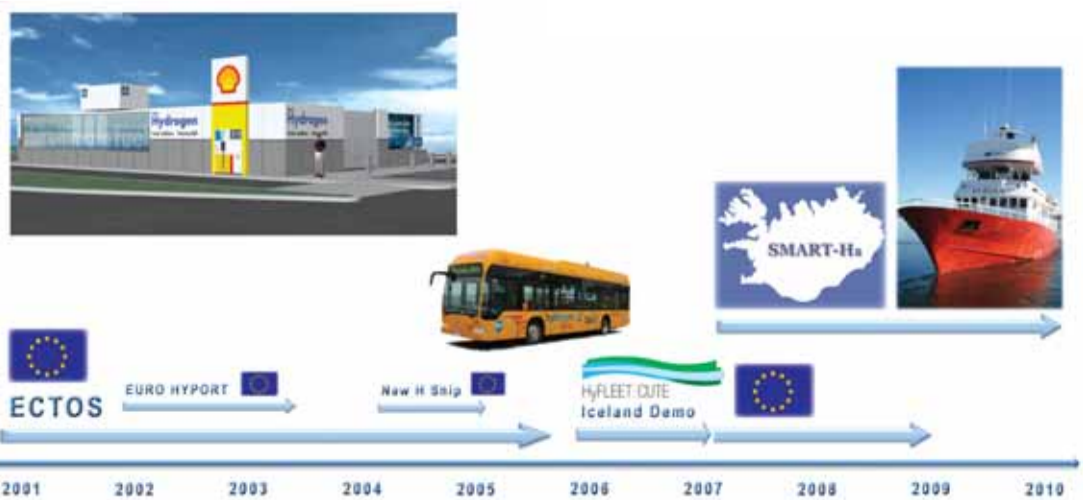 Hydrogen
Hydrogen
SMART-H₂
ECTOS
EURO HYPORT
New H Ship
HyFLEET:CUTE
Iceland Demo
2001 2002 2003 2004 2005 2006 2007 2008 2009 2010